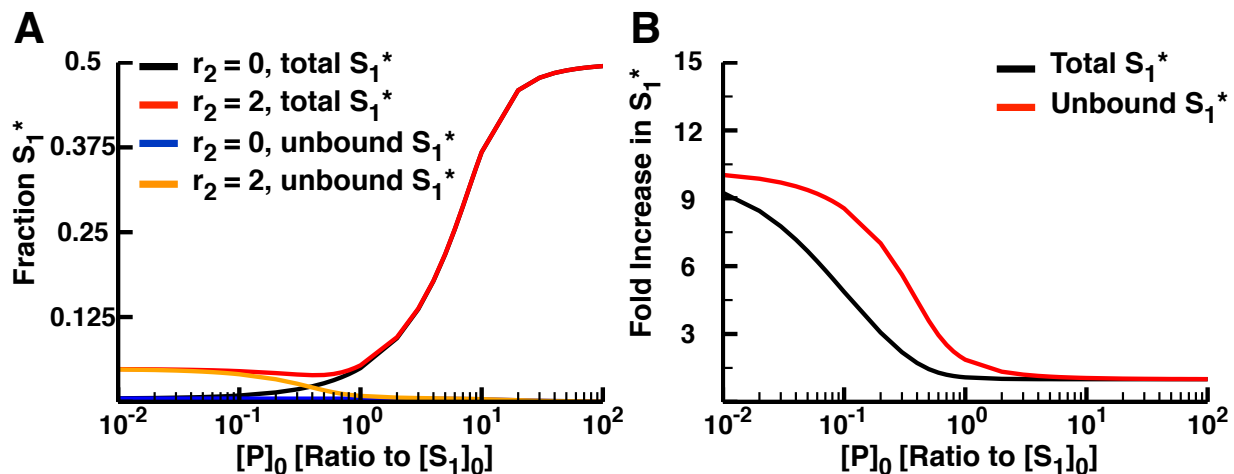 A
Fraction S₁*
0.5
0.375
0.25
0.125
r₂ = 0, total S₁*
r₂ = 2, total S₁*
r₂ = 0, unbound S₁*
r₂ = 2, unbound S₁*
10⁻² 10⁻¹ 10⁰ 10¹ 10²
[P]₀ [Ratio to [S₁]₀]
B
Fold Increase in S₁*
15
12
9
6
3
Total S₁*
Unbound S₁*
10⁻² 10⁻¹ 10⁰ 10¹ 10²
[P]₀ [Ratio to [S₁]₀]